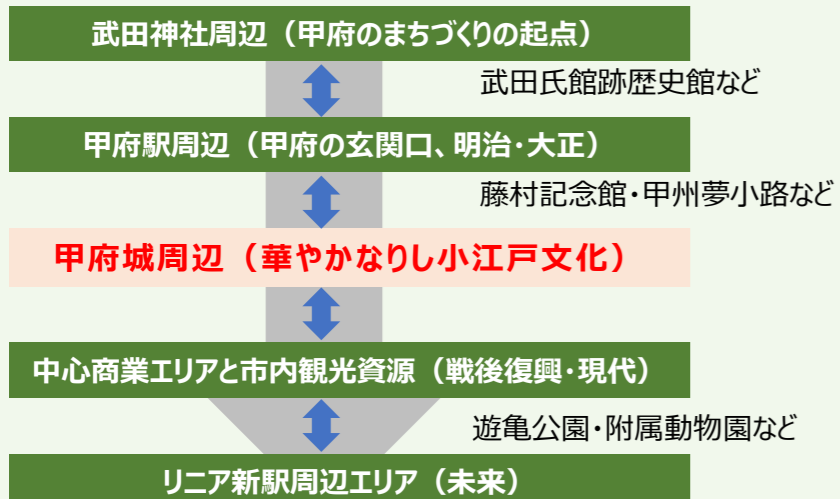 武田神社周辺（甲府のまちづくりの起点）
武田氏館跡歴史館など
甲府駅周辺（甲府の玄関口、明治・大正）
藤村記念館・甲州夢小路など
甲府城周辺（華やかなりし小江戸文化）
中心商業エリアと市内観光資源（戦後復興・現代）
遊亀公園・附属動物園など
リニア新駅周辺エリア（未来）